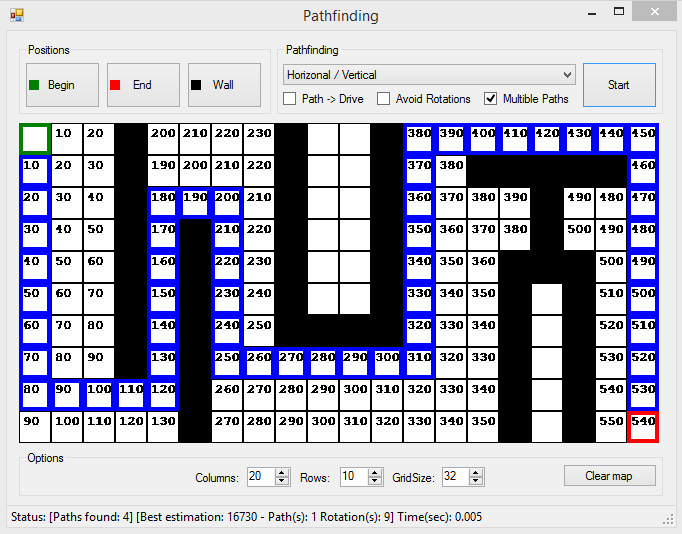 Pathfinding
Positions
Begin End Wall
Pathfinding
Horizonal / Vertical
Path -> Drive Avoid Rotations Multiple Paths
Start
10 20 200 210 220 230 380 390 400 410 420 430 440 450
10 20 30 190 200 210 220 370 380 460
20 30 40 180 190 200 210 360 370 380 390 490 480 470
30 40 50 170 210 220 350 360 370 380 500 490 480
40 50 60 160 220 230 340 350 360 500 490
50 60 70 150 230 240 330 340 350 510 500
60 70 80 140 240 250 320 330 340 520 510
70 80 90 130 250 260 270 280 290 300 310 320 330 530 520
80 90 100 110 120 260 270 280 290 300 310 320 330 340 540 530
90 100 110 120 130 270 280 290 300 310 320 330 340 350 550 540
Options
Columns: 20 Rows: 10 GridSize: 32 Clear map
Status: [Paths found: 4] [Best estimation: 16730 - Path(s): 1 Rotation(s): 9] Time(sec): 0.005